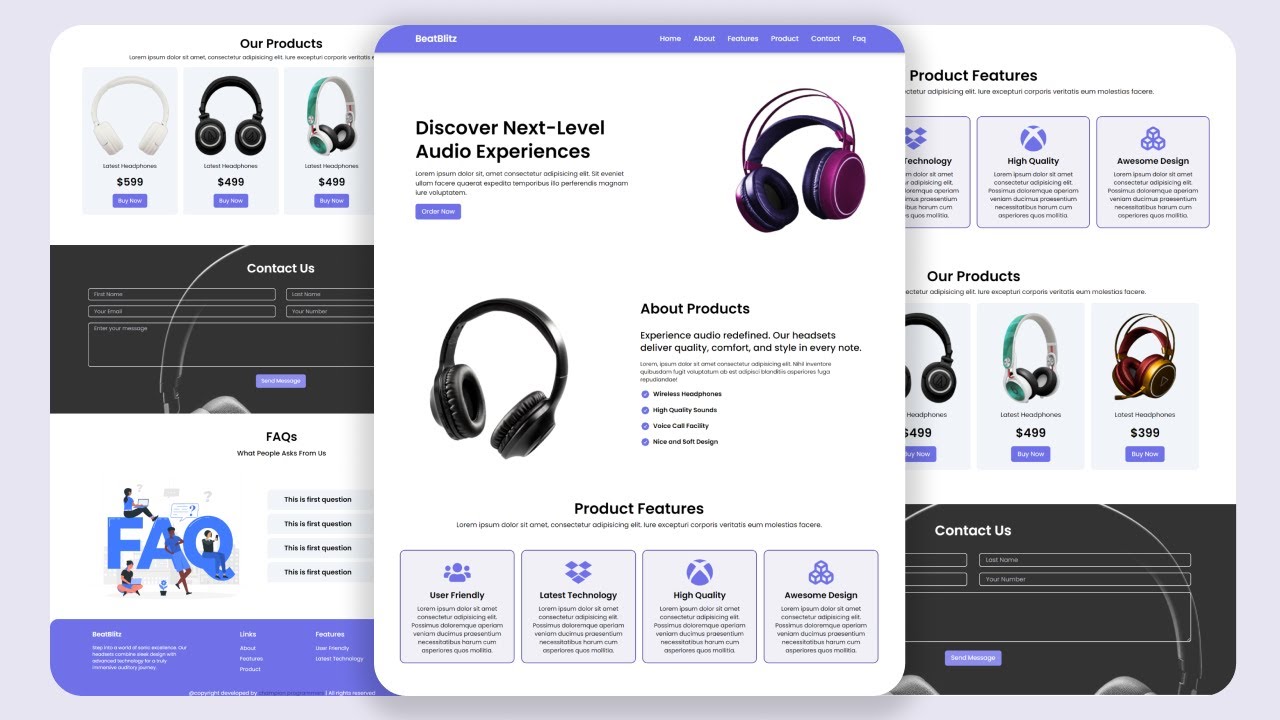 Our Products
Lorem ipsum dolor sit amet, consectetur adipisicing elit. Iure excepturi corporis veritatis e
Latest Headphones
$599
Buy Now
Latest Headphones
$499
Buy Now
Latest Headphones
$499
Buy Now
Contact Us
First Name
Last Name
Your Email
Your Number
Enter your message
Send Message
FAQs
What People Asks From Us
FAQ
This is first question
This is first question
This is first question
This is first question
BeatBlitz
Step into a world of sonic excellence. Our
headsets combine sleek design with
advanced technology for a truly
immersive auditory journey.
Links
About
Features
Product
Features
User Friendly
Latest Technology
@copyright developed by champion programmers | All rights reserved
BeatBlitz
Home About Features Product Contact Faq
Discover Next-Level
Audio Experiences
Lorem ipsum dolor sit amet, consectetur adipisicing elit. Sit eveniet
ullam facere quaerat expedita temporibus illo perferendis magnam
iure voluptatem.
Order Now
About Products
Experience audio redefined. Our headsets
deliver quality, comfort, and style in every note.
Lorem, ipsum dolor sit amet consectetur adipisicing elit. Nihil inventore
quibusdam fugit voluptatum ab est adipisci blanditiis asperiores fuga
repudiandae!
Wireless Headphones
High Quality Sounds
Voice Call Facility
Nice and Soft Design
Product Features
Lorem ipsum dolor sit amet, consectetur adipisicing elit. Iure excepturi corporis veritatis eum molestias facere.
User Friendly
Lorem ipsum dolor sit amet
consectetur adipisicing elit.
Possimus doloremque aperiam
veniam ducimus praesentium
necessitatibus harum cum
asperiores quos mollitia.
Latest Technology
Lorem ipsum dolor sit amet
consectetur adipisicing elit.
Possimus doloremque aperiam
veniam ducimus praesentium
necessitatibus harum cum
asperiores quos mollitia.
High Quality
Lorem ipsum dolor sit amet
consectetur adipisicing elit.
Possimus doloremque aperiam
veniam ducimus praesentium
necessitatibus harum cum
asperiores quos mollitia.
Awesome Design
Lorem ipsum dolor sit amet
consectetur adipisicing elit.
Possimus doloremque aperiam
veniam ducimus praesentium
necessitatibus harum cum
asperiores quos mollitia.
Product Features
ctetur adipisicing elit. Iure excepturi corporis veritatis eum molestias facere.
Technology
m dolor sit amet
ur adipisicing elit.
doloremque aperiam
cimus praesentium
tibus harum cum
es quos mollitia.
High Quality
Lorem ipsum dolor sit amet
consectetur adipisicing elit.
Possimus doloremque aperiam
veniam ducimus praesentium
necessitatibus harum cum
asperiores quos mollitia.
Awesome Design
Lorem ipsum dolor sit amet
consectetur adipisicing elit.
Possimus doloremque aperiam
veniam ducimus praesentium
necessitatibus harum cum
asperiores quos mollitia.
Our Products
ectetur adipisicing elit. Iure excepturi corporis veritatis eum molestias facere.
Headphones
$499
Buy Now
Latest Headphones
$499
Buy Now
Latest Headphones
$399
Buy Now
Contact Us
Last Name
Your Number
Send Message